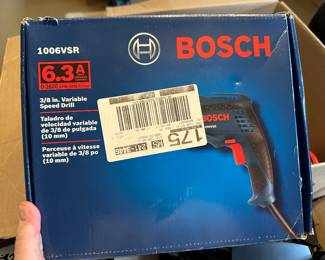 1006VSR
BOSCH
6.3 A
3/8 in. Variable
Speed Drill
Taladro de
velocidad variable
de 3/8 de pulgada
(10 mm)
Perceuse à vitesse
variable de 3/8 po
(10 mm)
175